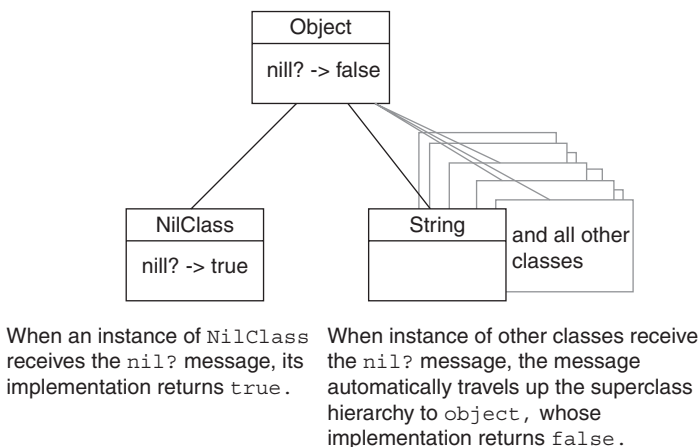 Object
nill? -> false
NilClass
nill? -> true
String
and all other
classes
When an instance of NilClass
receives the nil? message, its
implementation returns true.
When instance of other classes receive
the nil? message, the message
automatically travels up the superclass
hierarchy to object, whose
implementation returns false.